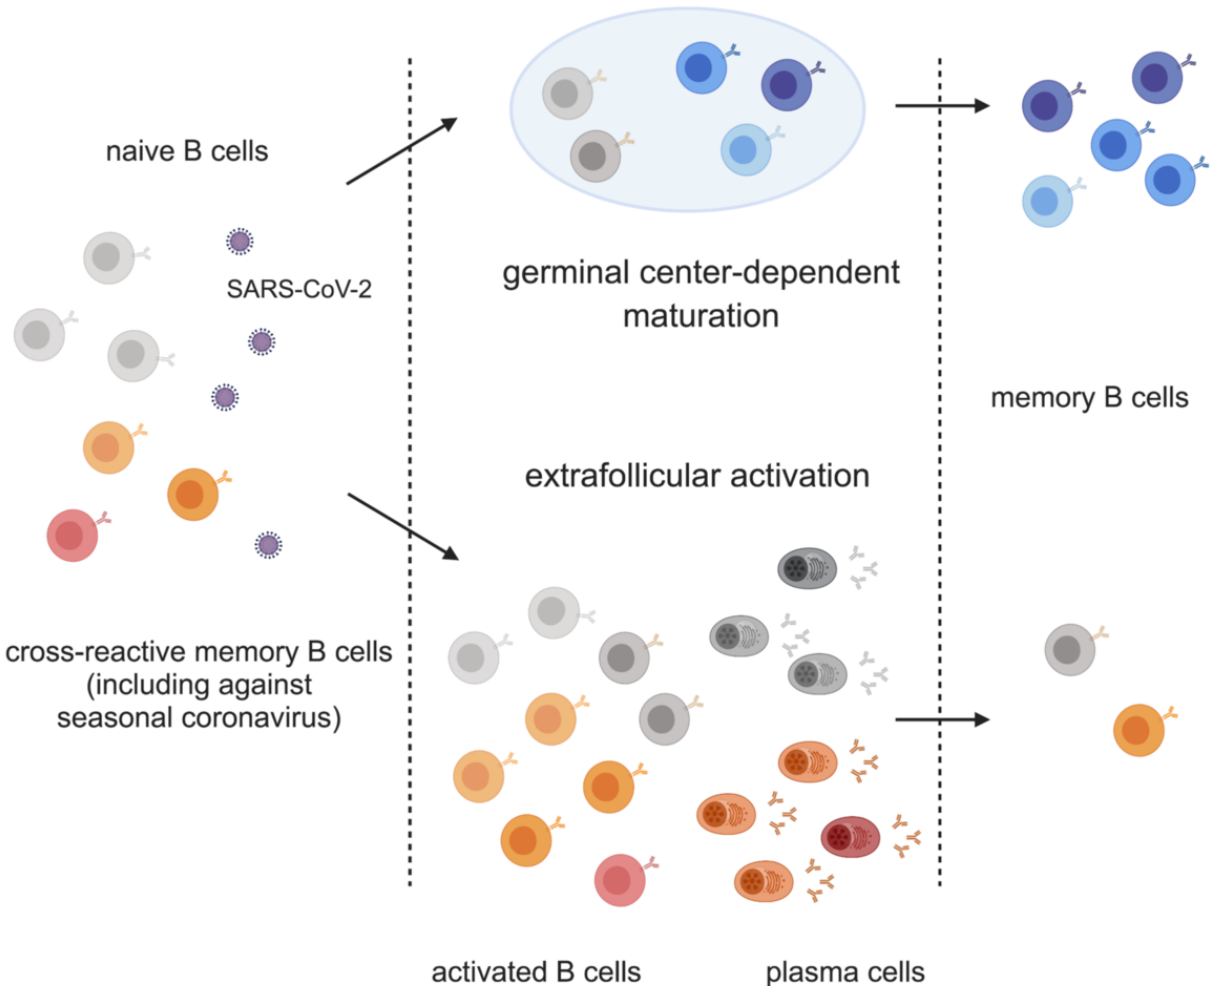 naive B cells
SARS-CoV-2
cross-reactive memory B cells
(including against
seasonal coronavirus)
germinal center-dependent
maturation
extrafollicular activation
activated B cells
plasma cells
memory B cells